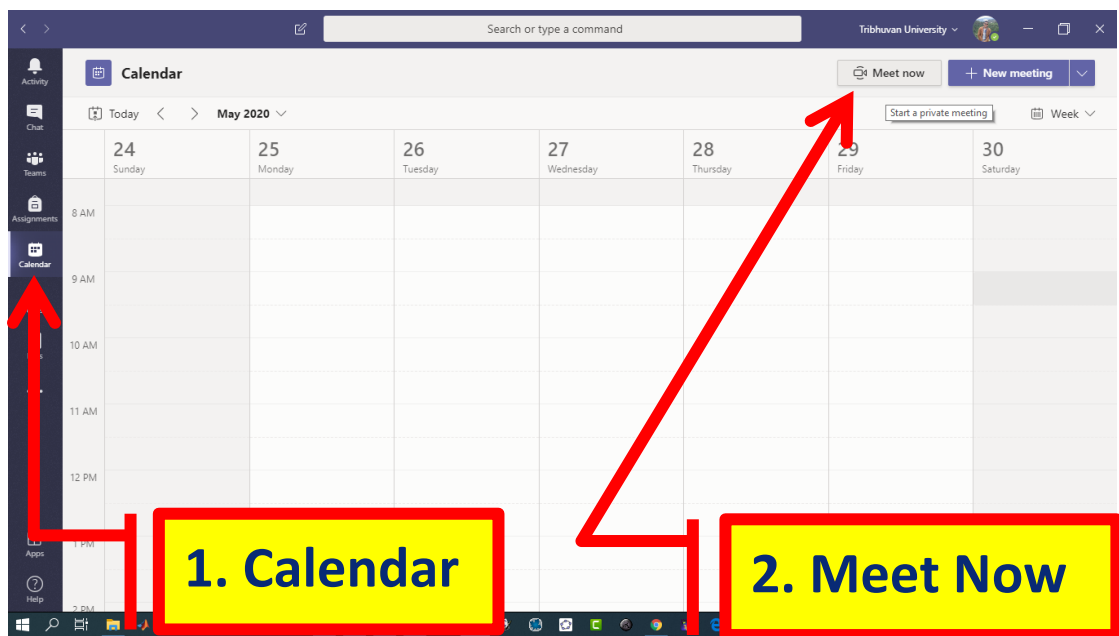 Search or type a command
Tribhuvan University
Activity
Chat
Teams
Assignments
Calendar
Apps
Help
Calendar
Meet now
+ New meeting
Today
May 2020
Start a private meeting
Week
24
Sunday
25
Monday
26
Tuesday
27
Wednesday
28
Thursday
29
Friday
30
Saturday
8 AM
9 AM
10 AM
11 AM
12 PM
1 PM
2 PM
1. Calendar
2. Meet Now